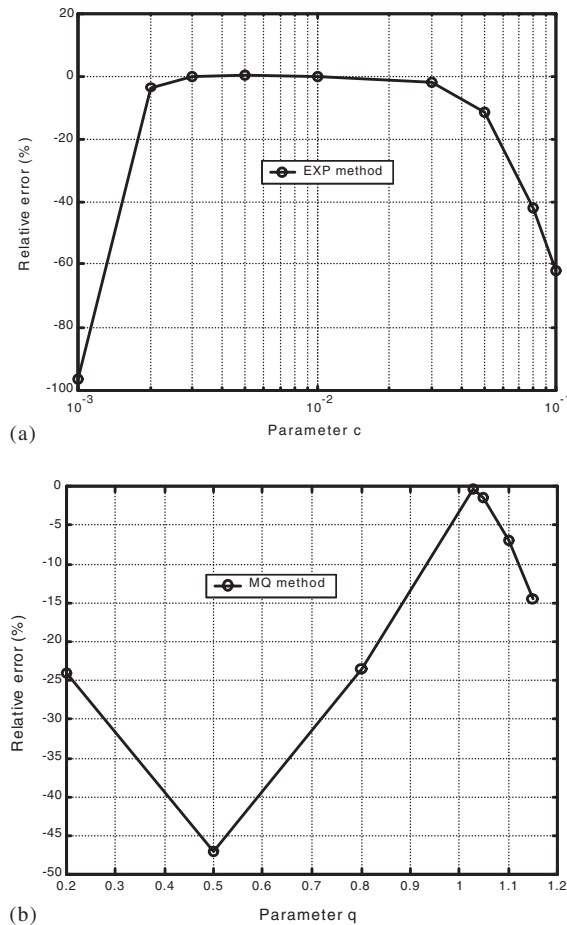 20
0
-20
-40
-60
-80
-100
Relative error (%)
EXP method
10-3
10-2
10-1
Parameter c
(a)
0
-5
-10
-15
-20
-25
-30
-35
-40
-45
-50
Relative error (%)
MQ method
0.2 0.3 0.4 0.5 0.6 0.7 0.8 0.9 1 1.1 1.2
Parameter q
(b)